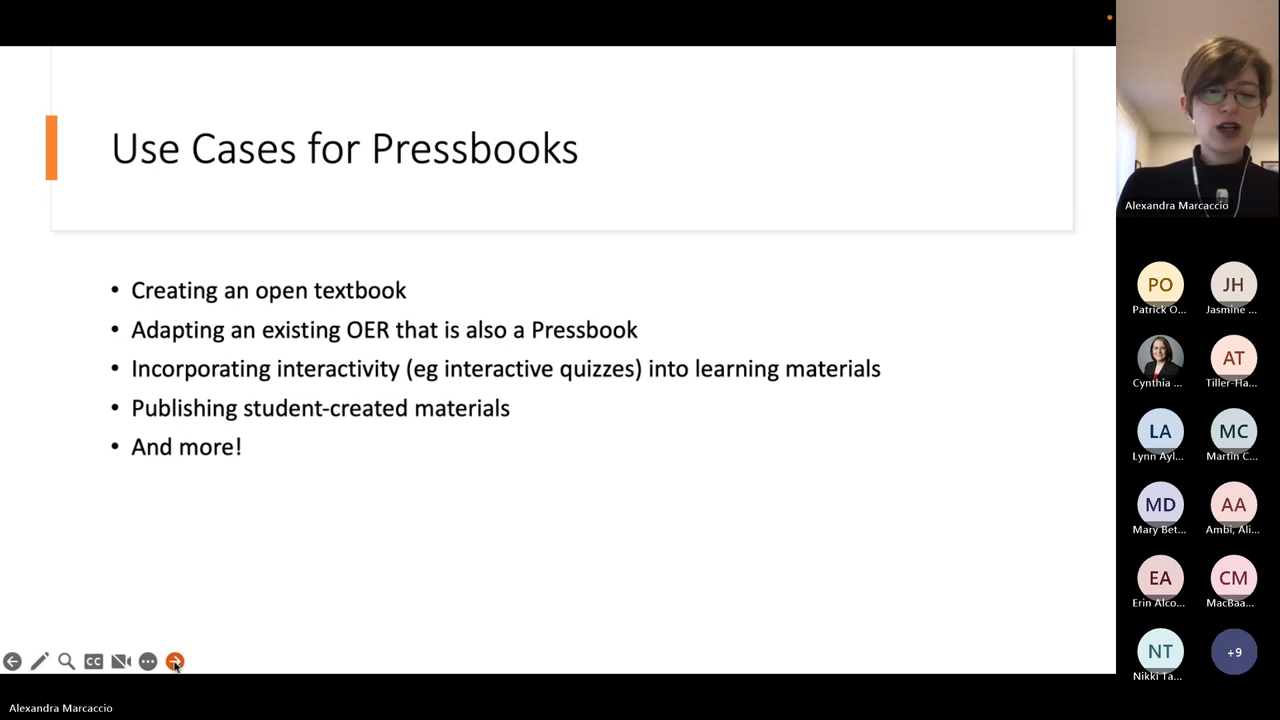 Use Cases for Pressbooks
• Creating an open textbook
• Adapting an existing OER that is also a Pressbook
• Incorporating interactivity (eg interactive quizzes) into learning materials
• Publishing student-created materials
• And more!
CC
Alexandra Marcaccio
Alexandra Marcaccio
PO
JH
Patrick O...
Jasmine ...
AT
Cynthia ...
Tiller-Ha...
LA
MC
Lynn Ayl...
Martin C...
MD
AA
Mary Bet...
Ambi, Ali...
EA
CM
Erin Alco...
MacBaa...
NT
+9
Nikki Ta...